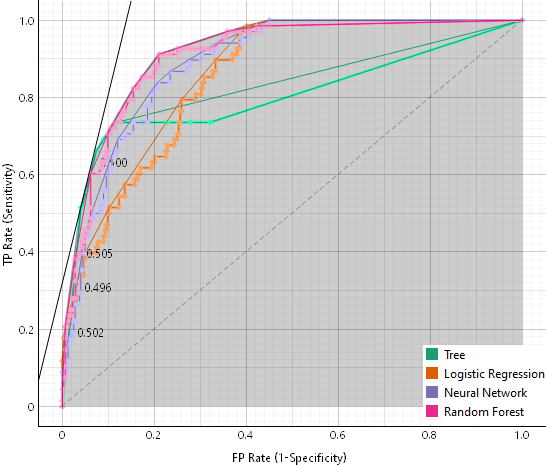 1.0
0.8
0.6
0.4
0.2
0
TP Rate (Sensitivity)
0.505
0.496
0.502
Tree
Logistic Regression
Neural Network
Random Forest
0 0.2 0.4 0.6 0.8 1.0
FP Rate (1-Specificity)